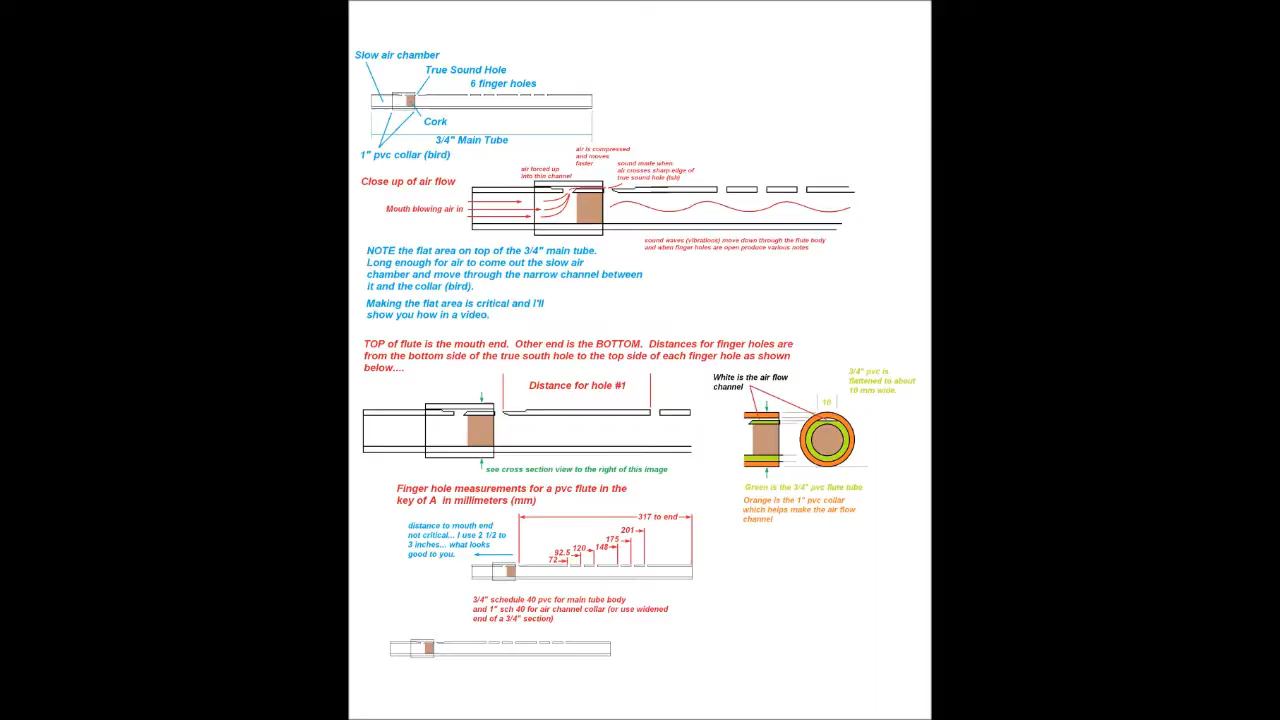 Slow air chamber
True Sound Hole
6 finger holes
Cork
3/4" Main Tube
1" pvc collar (bird)
air is compressed
and moves
faster
air forced up
into thin channel
sound made when
air crosses sharp edge of
true sound hole (tsh)
Close up of air flow
Mouth blowing air in
sound waves (vibrations) move down through the flute body
and when finger holes are open produce various notes
NOTE the flat area on top of the 3/4" main tube.
Long enough for air to come out the slow air
chamber and move through the narrow channel between
it and the collar (bird).
Making the flat area is critical and I'll
show you how in a video.
TOP of flute is the mouth end. Other end is the BOTTOM. Distances for finger holes are
from the bottom side of the true south hole to the top side of each finger hole as shown
below....
Distance for hole #1
White is the air flow
channel
3/4" pvc is
flattened to about
10 mm wide.
10
see cross section view to the right of this image
Green is the 3/4" pvc flute tube
Orange is the 1" pvc collar
which helps make the air flow
channel
Finger hole measurements for a pvc flute in the
key of A in millimeters (mm)
distance to mouth end
not critical... I use 2 1/2 to
3 inches... what looks
good to you.
317 to end
201
175
148
120
92.5
72
3/4" schedule 40 pvc for main tube body
and 1" sch 40 for air channel collar (or use widened
end of a 3/4" section)